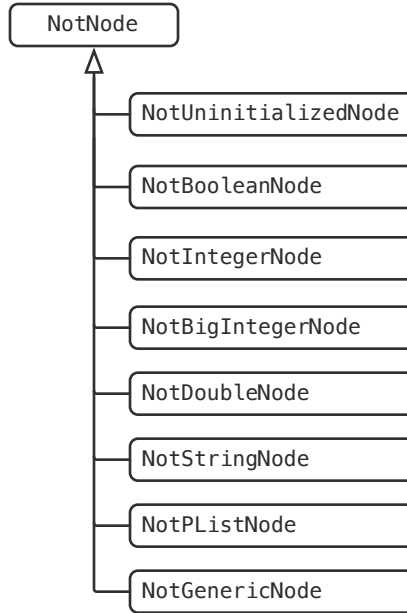 NotNode
NotUninitializedNode
NotBooleanNode
NotIntegerNode
NotBigIntegerNode
NotDoubleNode
NotStringNode
NotPListNode
NotGenericNode